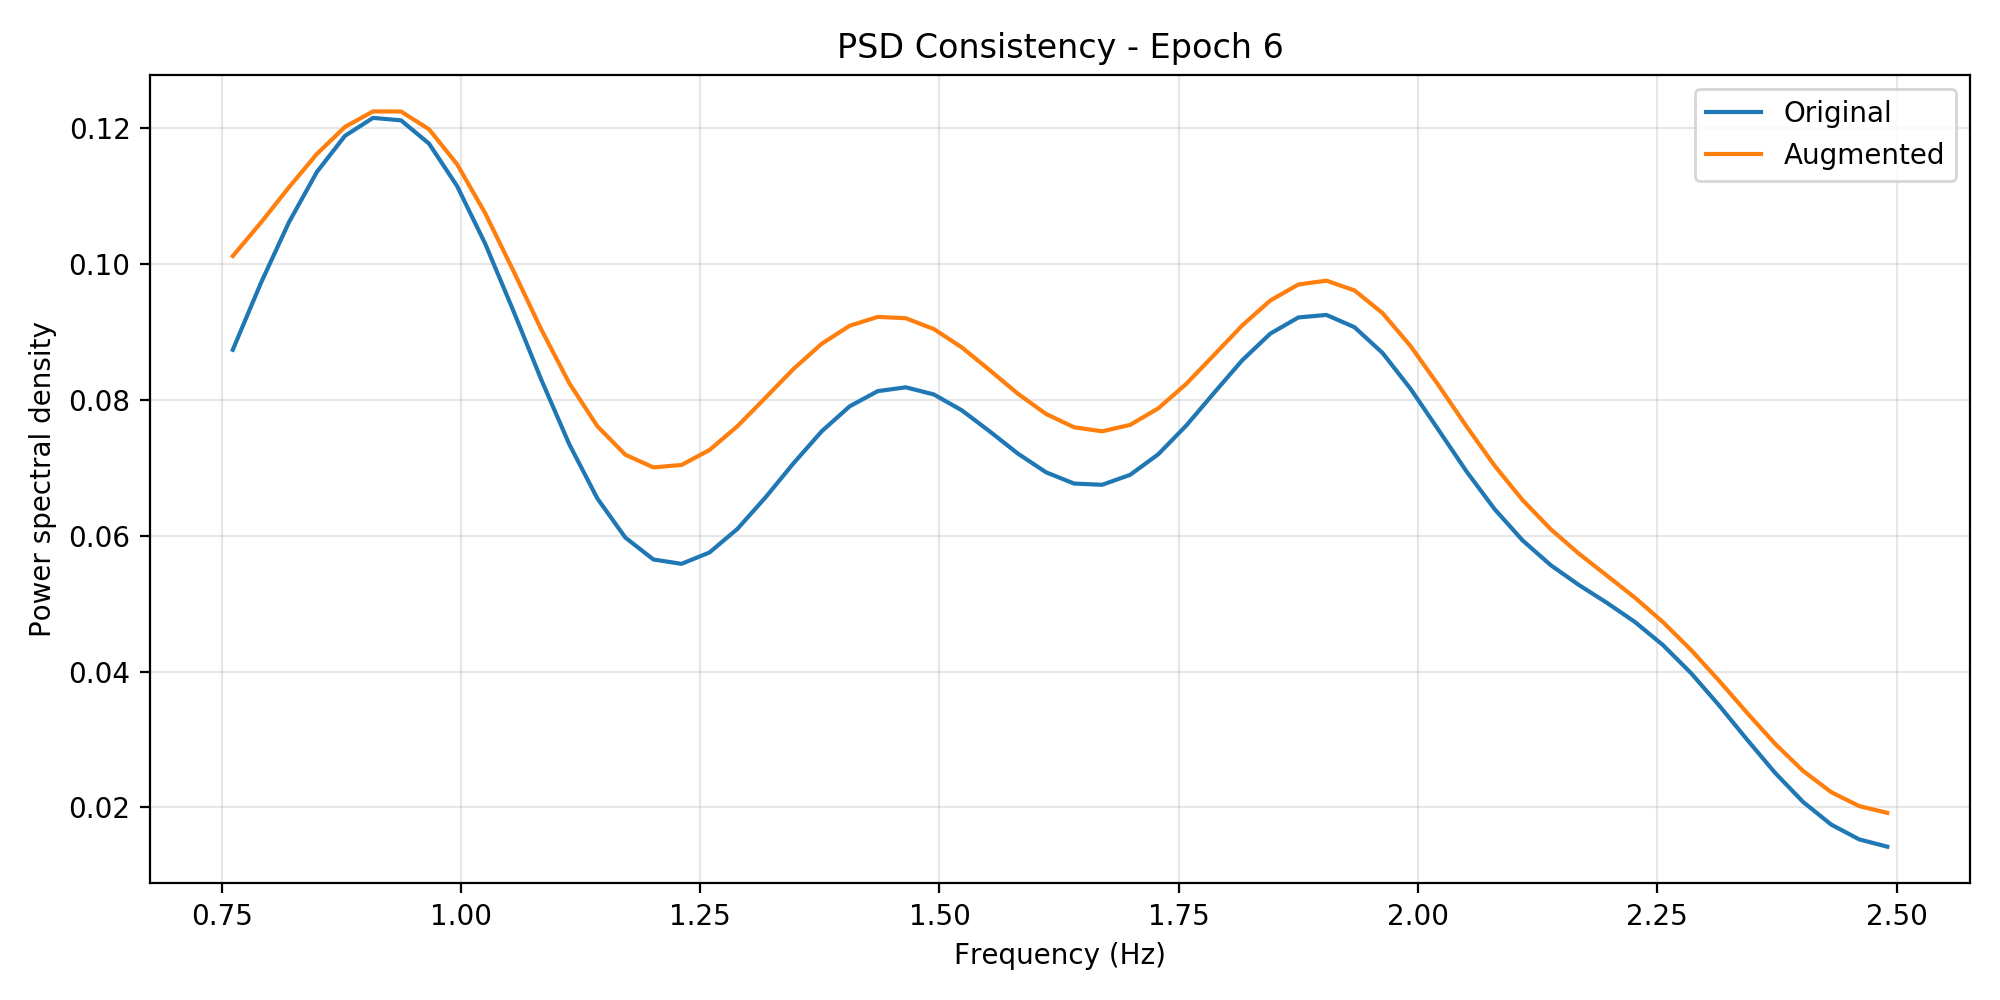 PSD Consistency - Epoch 6
Original
Augmented
Power spectral density
0.12
0.10
0.08
0.06
0.04
0.02
0.75 1.00 1.25 1.50 1.75 2.00 2.25 2.50
Frequency (Hz)